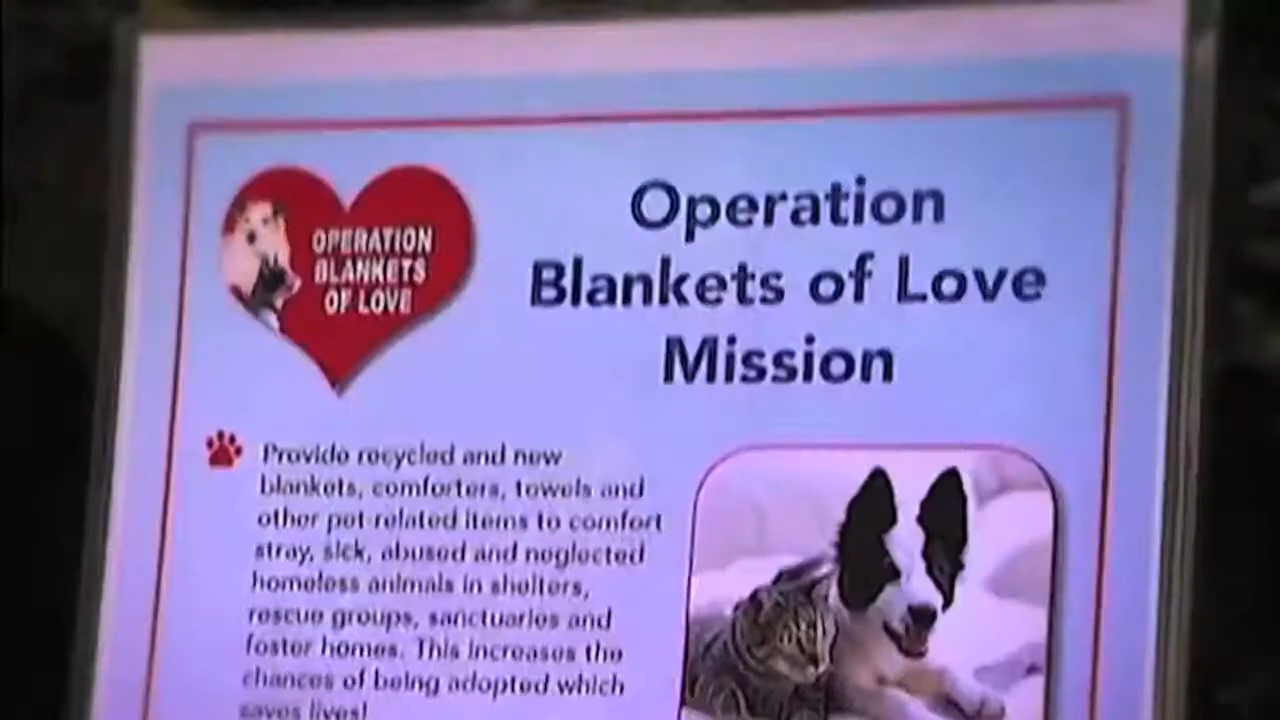 OPERATION
BLANKETS
OF LOVE
Operation
Blankets of Love
Mission
Provide recycled and new
blankets, comforters, towels and
other pet-related items to comfort
stray, sick, abused and neglected
homeless animals in shelters,
rescue groups, sanctuaries and
foster homes. This increases the
chances of being adopted which
saves lives!